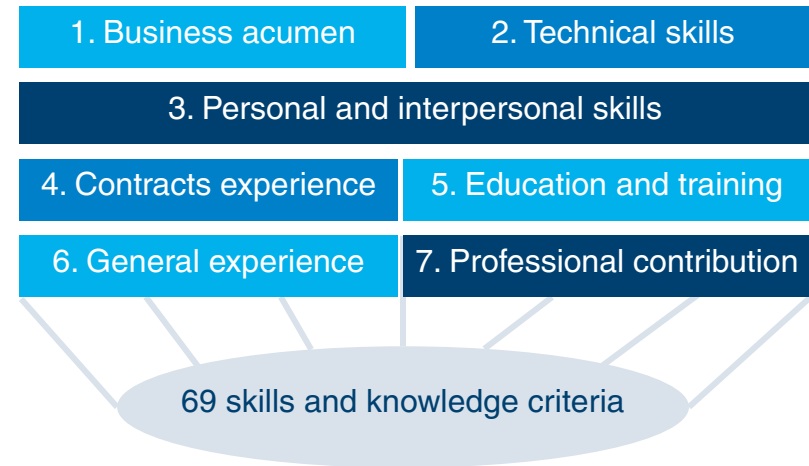 1. Business acumen
2. Technical skills
3. Personal and interpersonal skills
4. Contracts experience
5. Education and training
6. General experience
7. Professional contribution
69 skills and knowledge criteria